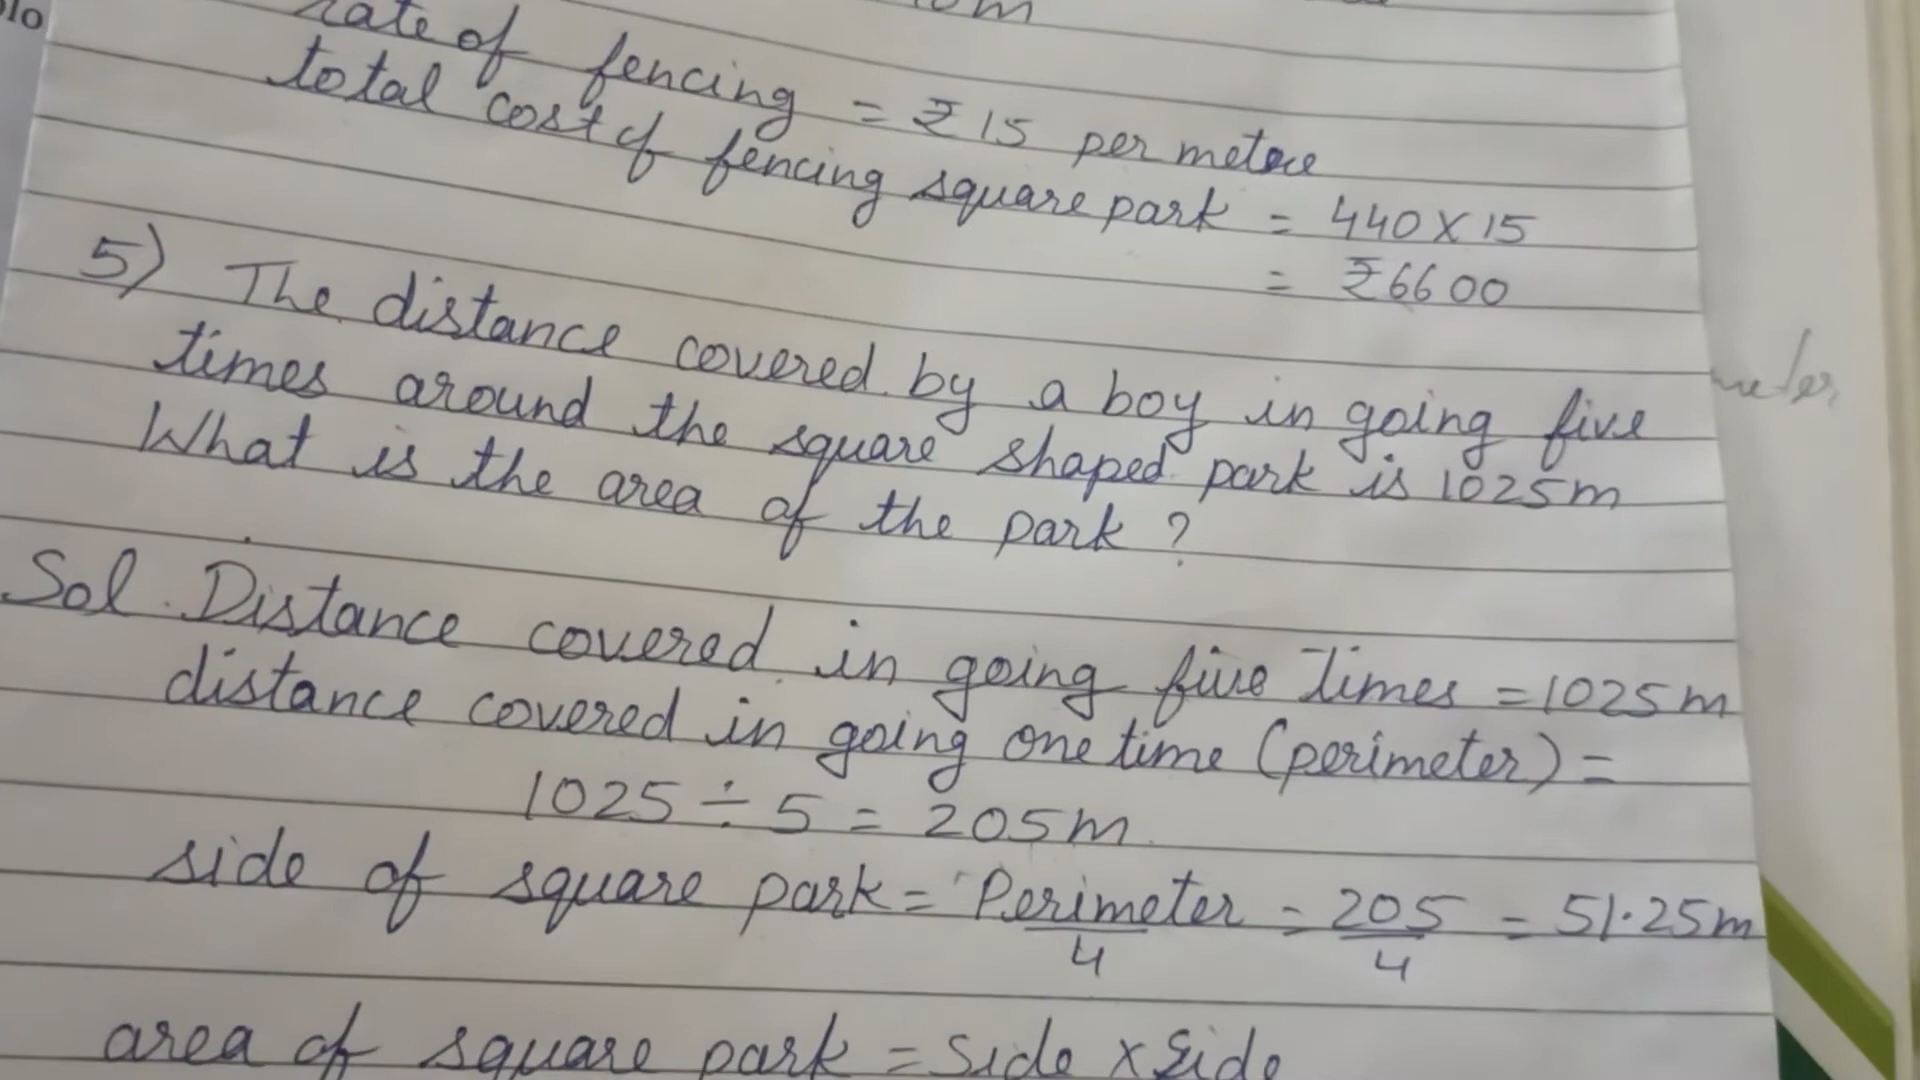 rate of fencing = ₹15 per metre
total cost of fencing square park = 440 X 15
= ₹6600
5) The distance covered by a boy in going five
times around the square shaped park is 1025m
What is the area of the park ?
Sol. Distance covered in going five times = 1025m
distance covered in going one time (perimeter) =
1025 ÷ 5 = 205m.
side of square park = Perimeter/4 = 205/4 = 51.25m
area of square park = side x side